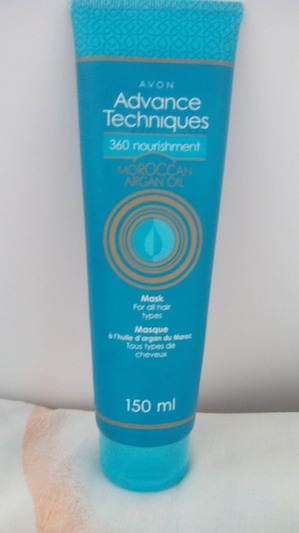 AVON
Advance
Techniques
360 nourishment
MOROCCAN
ARGAN OIL
Mask
For all hair
types
Masque
à l'huile d'argan du Maroc
Tous types de
cheveux
150 ml